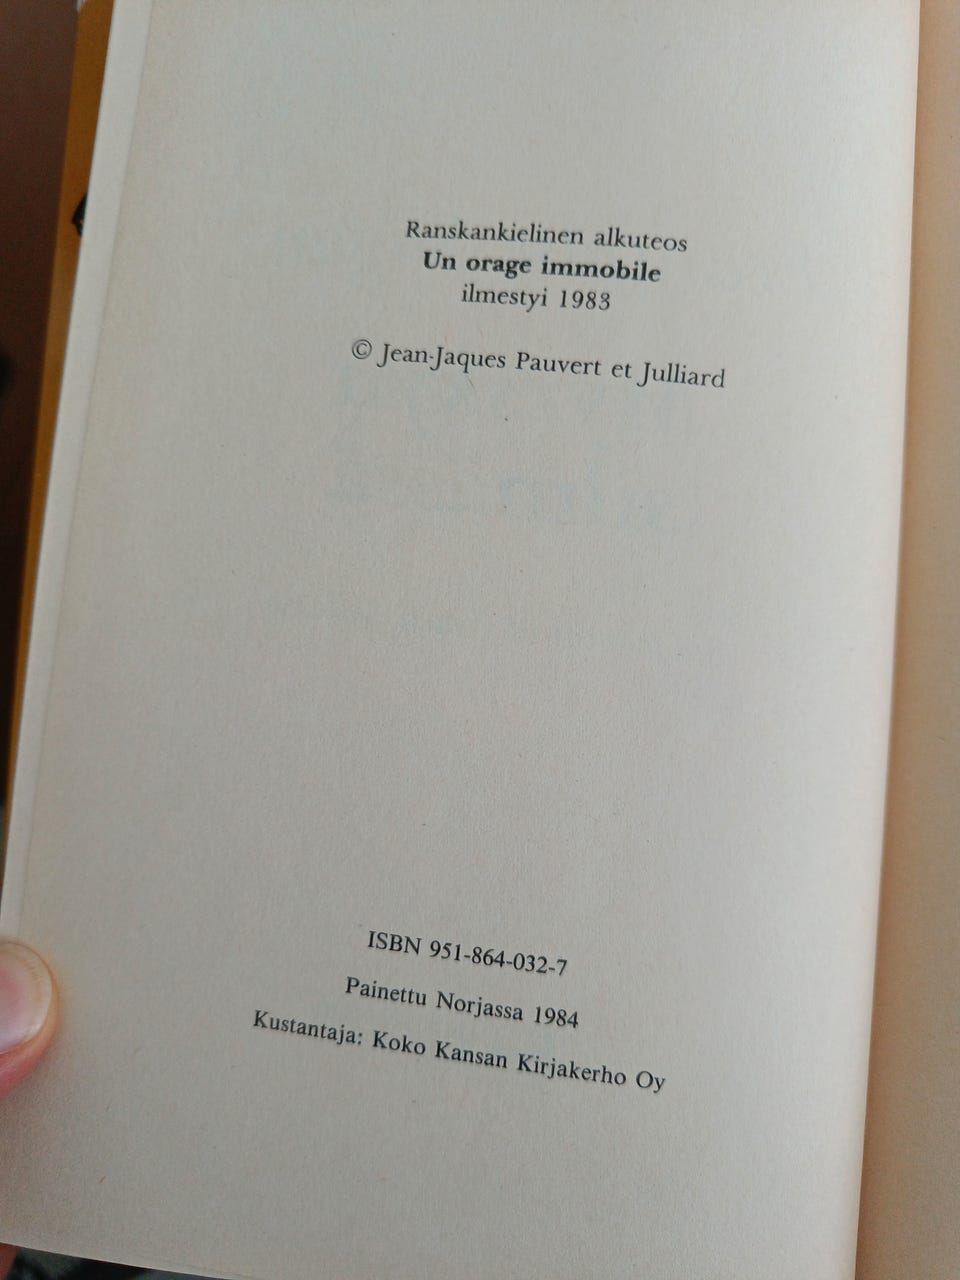 Ranskankielinen alkuteos
Un orage immobile
ilmestyi 1983
© Jean-Jaques Pauvert et Julliard
ISBN 951-864-032-7
Painettu Norjassa 1984
Kustantaja: Koko Kansan Kirjakerho Oy